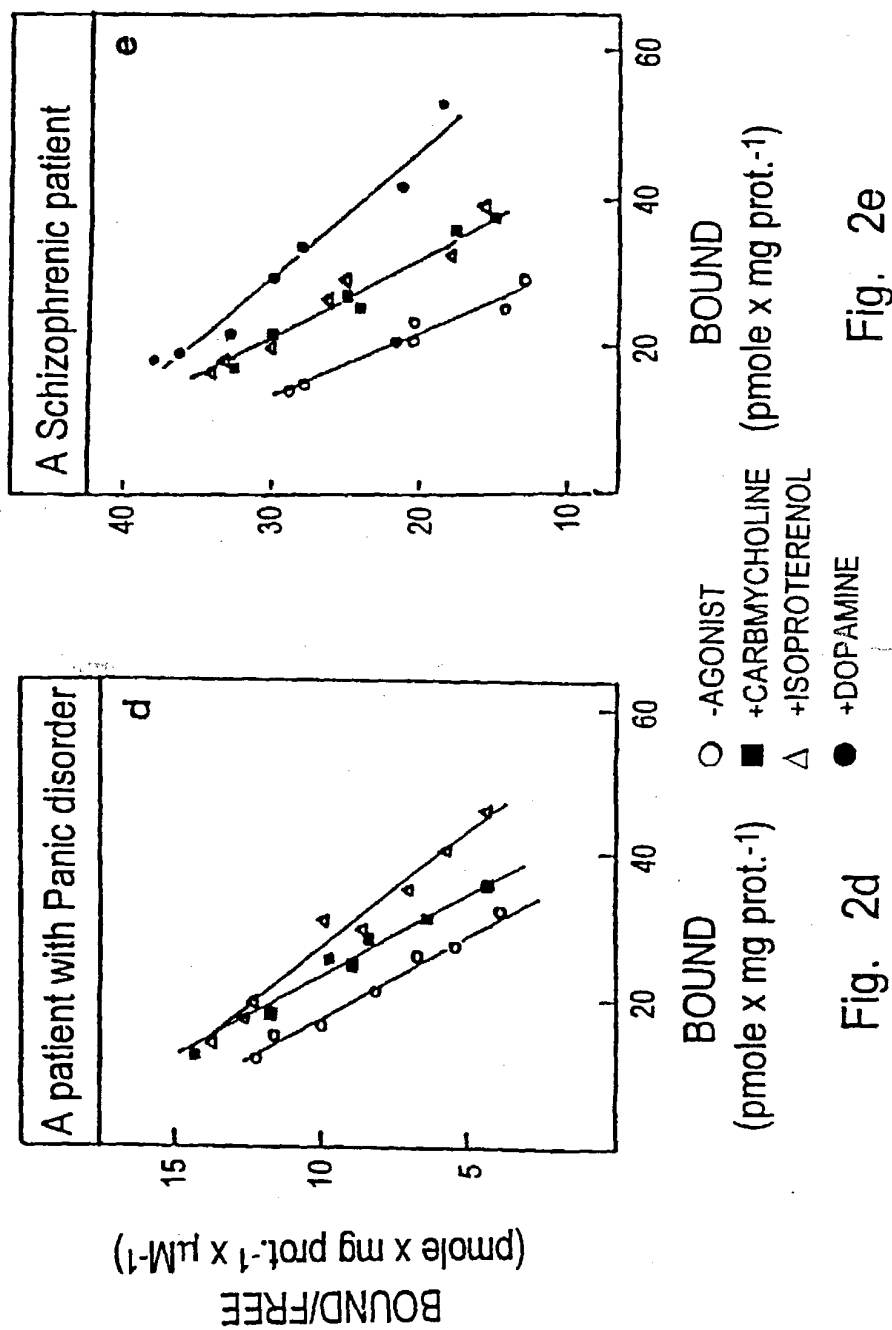 A patient with Panic disorder
d
BOUND/FREE
(pmole x mg prot.-1 x µM-1)
15
10
5
20
40
60
BOUND
(pmole x mg prot.-1)
Fig. 2d
A Schizophrenic patient
e
40
30
20
10
20
40
60
BOUND
(pmole x mg prot.-1)
Fig. 2e
-AGONIST
+CARBMYCHOLINE
+ISOPROTERENOL
+DOPAMINE